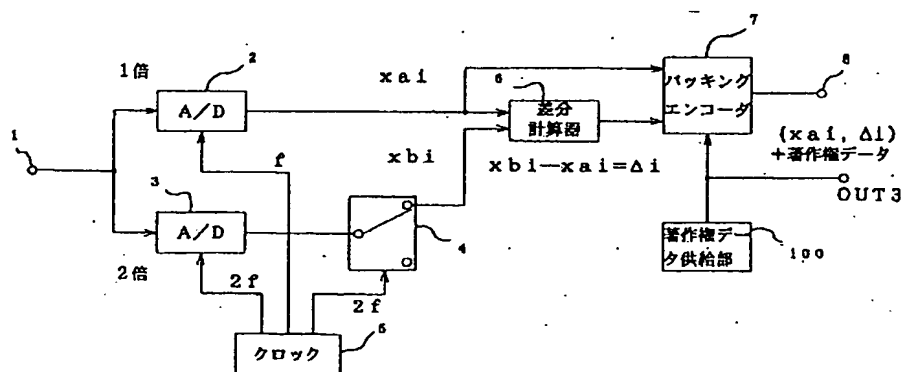 1
1倍
2
A/D
xai
f
3
A/D
2倍
2f
2f
4
クロック
5
xbi
6
差分
計算器
xbi—xai=Δi
7
パッキング
エンコーダ
8
(xai, Δi)
+著作権データ
OUT3
著作権デー
タ供給部
100